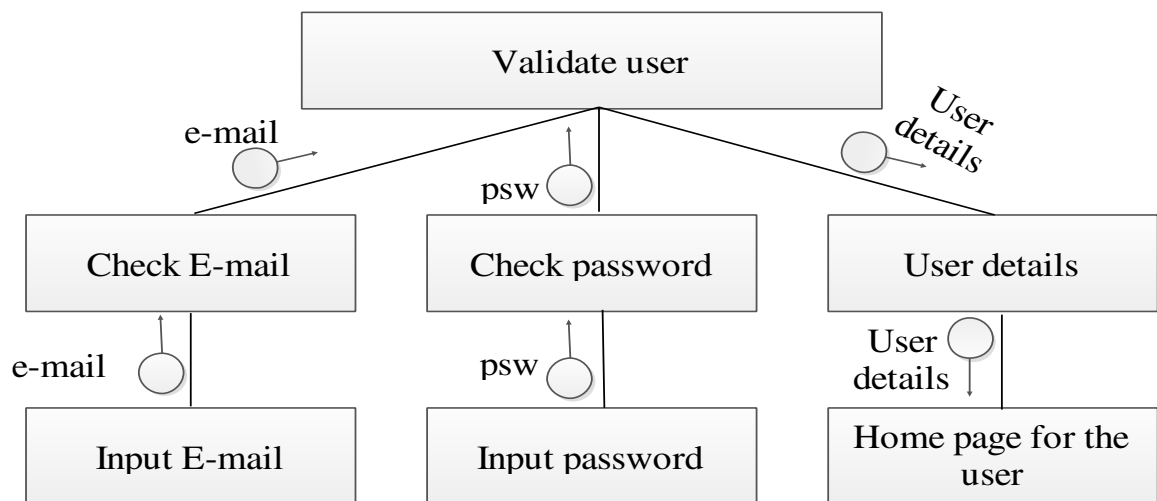 Validate user
e-mail
psw
User
details
Check E-mail
Check password
User details
e-mail
psw
User
details
Input E-mail
Input password
Home page for the
user